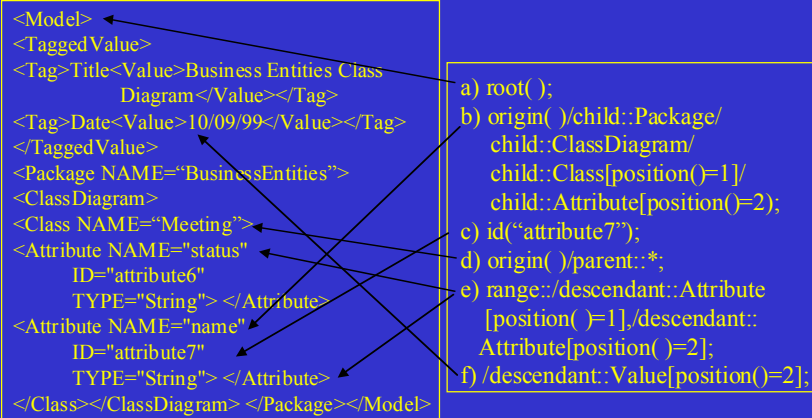 <Model>
<TaggedValue>
<Tag>Title<Value>Business Entities Class
Diagram</Value></Tag>
<Tag>Date<Value>10/09/99</Value></Tag>
</TaggedValue>
<Package NAME=“BusinessEntities”>
<ClassDiagram>
<Class NAME=“Meeting”>
<Attribute NAME="status"
ID="attribute6"
TYPE="String"> </Attribute>
<Attribute NAME="name"
ID="attribute7"
TYPE="String"> </Attribute>
</Class></ClassDiagram> </Package></Model>
a) root( );
b) origin( )/child::Package/
child::ClassDiagram/
child::Class[position()=1]/
child::Attribute[position()=2);
c) id(“attribute7”);
d) origin( )/parent::*;
e) range::/descendant::Attribute
[position( )=1],/descendant::
Attribute[position( )=2];
f) /descendant::Value[position()=2];